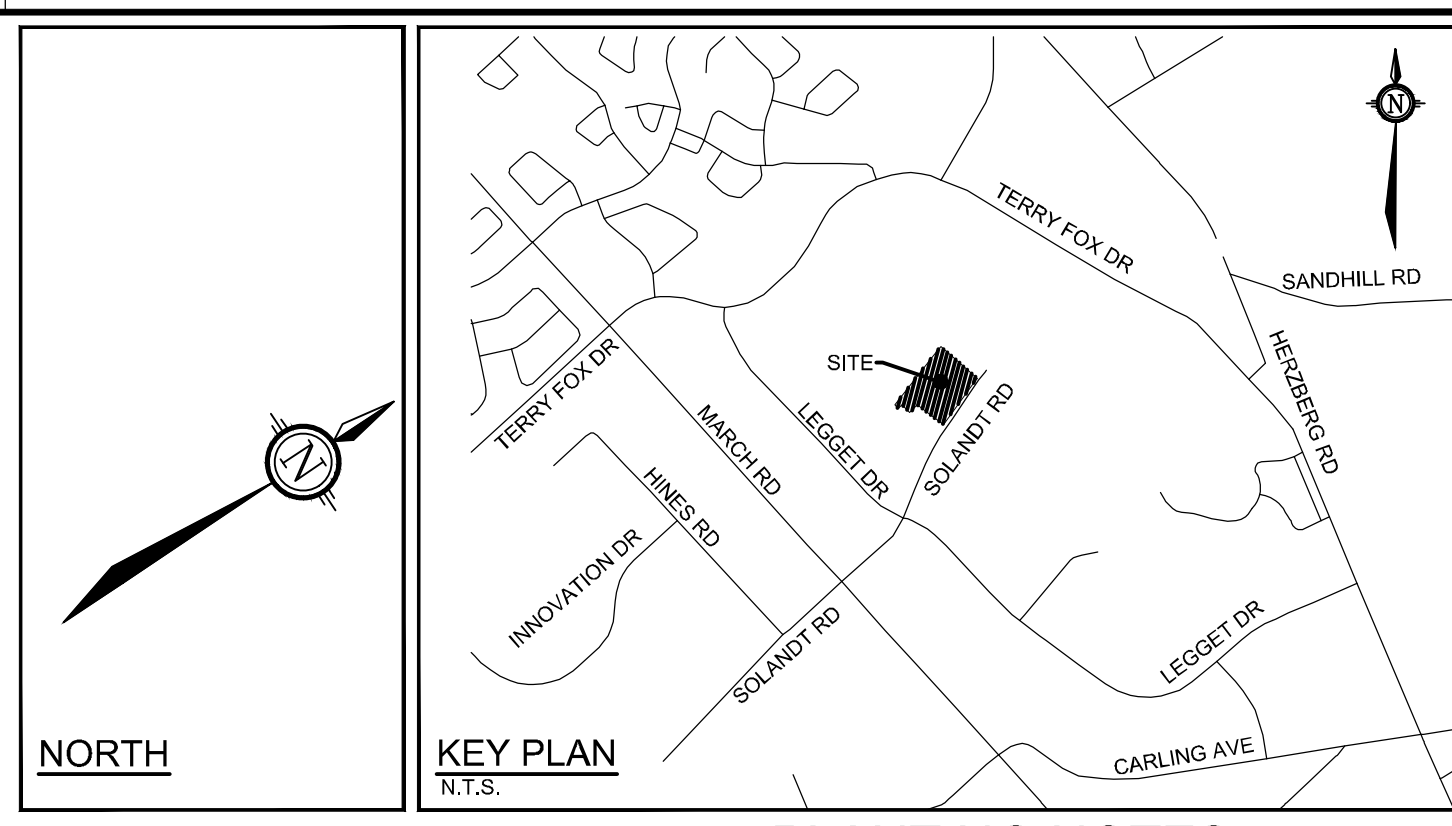 N
NORTH
N
TERRY FOX DR
SANDHILL RD
HERZBERG RD
SITE
TERRY FOX DR
MARCH RD
LEGGET DR
SOLANDT RD
HINES RD
INNOVATION DR
SOLANDT RD
LEGGET DR
CARLING AVE
KEY PLAN
N.T.S.